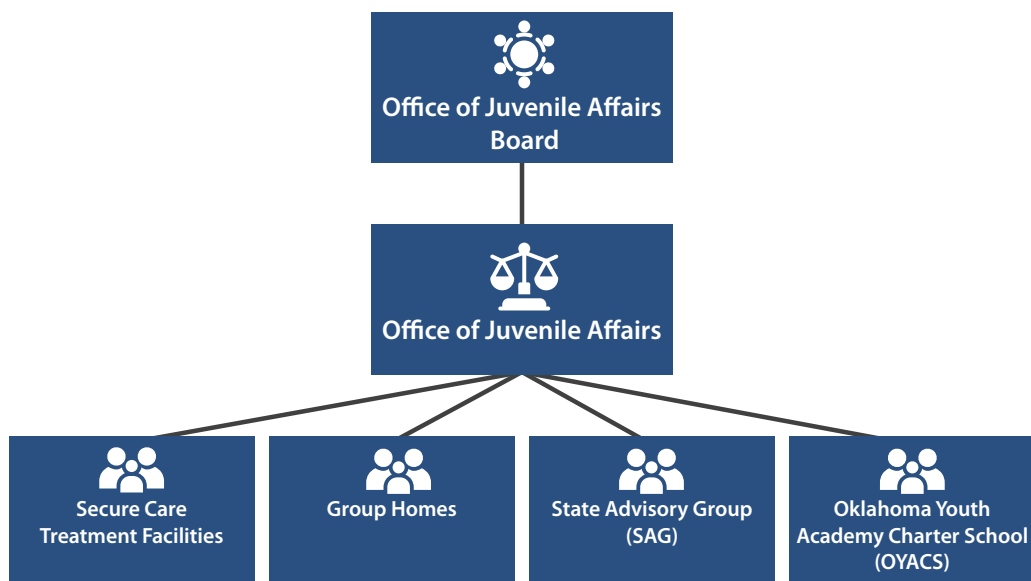 Office of Juvenile Affairs
Board
Office of Juvenile Affairs
Secure Care
Treatment Facilities
Group Homes
State Advisory Group
(SAG)
Oklahoma Youth
Academy Charter School
(OYACS)